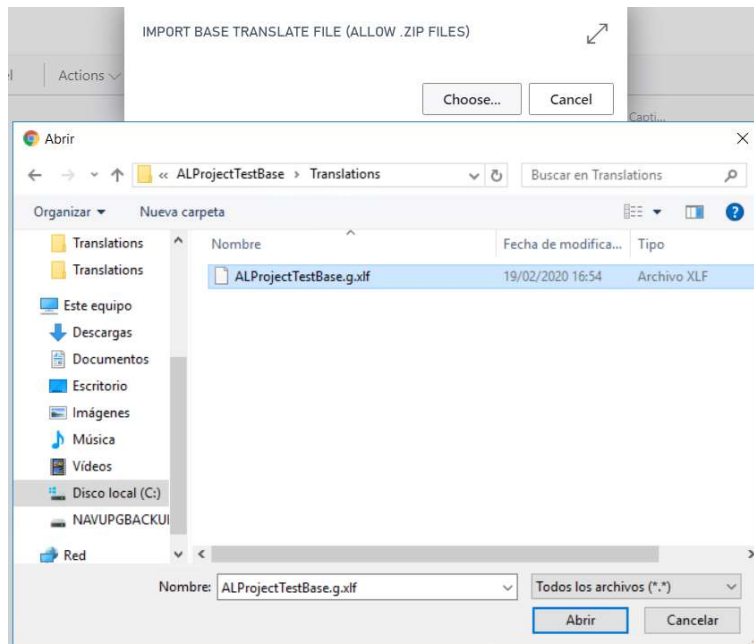 IMPORT BASE TRANSLATE FILE (ALLOW .ZIP FILES)
Actions
Choose... Cancel
Capti...
Abrir
« ALProjectTestBase › Translations Buscar en Translations
Organizar Nueva carpeta
Translations
Translations
Este equipo
Descargas
Documentos
Escritorio
Imágenes
Música
Vídeos
Disco local (C:)
NAVUPGBACKU
Red
Nombre Fecha de modifica... Tipo
ALProjectTestBase.g.xlf 19/02/2020 16:54 Archivo XLF
Nombre: ALProjectTestBase.g.xlf Todos los archivos (*.*)
Abrir Cancelar